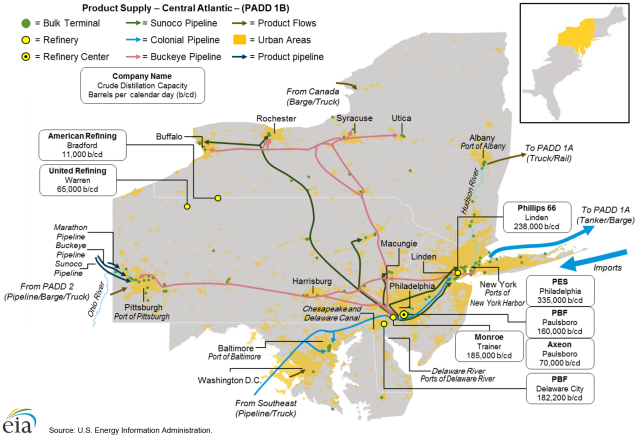 Product Supply – Central Atlantic – (PADD 1B)
= Bulk Terminal
= Sunoco Pipeline
= Product Flows
= Refinery
= Colonial Pipeline
= Urban Areas
= Refinery Center
= Buckeye Pipeline
= Product pipeline
Company Name
Crude Distillation Capacity
Barrels per calendar day (b/cd)
From Canada
(Barge/Truck)
Rochester
Syracuse
Utica
Buffalo
American Refining
Bradford
11,000 b/cd
Albany
Port of Albany
To PADD 1A
(Truck/Rail)
United Refining
Warren
65,000 b/cd
Hudson River
Phillips 66
Linden
238,000 b/cd
To PADD 1A
(Tanker/Barge)
Marathon
Pipeline
Buckeye
Pipeline
Sunoco
Pipeline
Macungie
Linden
Imports
From PADD 2
(Pipeline/Barge/Truck)
Ohio River
Pittsburgh
Port of Pittsburgh
Harrisburg
Philadelphia
New York
Ports of
New York Harbor
PES
Philadelphia
335,000 b/cd
Chesapeake and
Delaware Canal
PBF
Paulsboro
160,000 b/cd
Baltimore
Port of Baltimore
Monroe
Trainer
185,000 b/cd
Axeon
Paulsboro
70,000 b/cd
Washington D.C.
Delaware River
Ports of Delaware River
PBF
Delaware City
182,200 b/cd
From Southeast
(Pipeline/Truck)
eia
Source: U.S. Energy Information Administration.